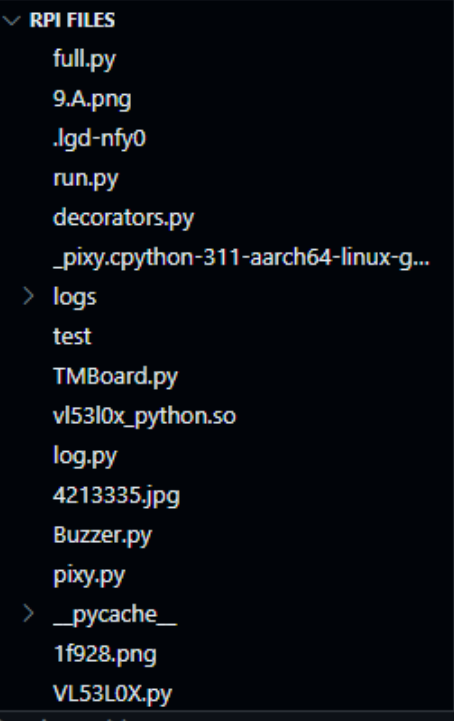 RPI FILES
full.py
9.A.png
.lgd-nfy0
run.py
decorators.py
_pixy.cpython-311-aarch64-linux-g...
logs
test
TMBoard.py
vl53l0x_python.so
log.py
4213335.jpg
Buzzer.py
pixy.py
__pycache__
1f928.png
VL53L0X.py